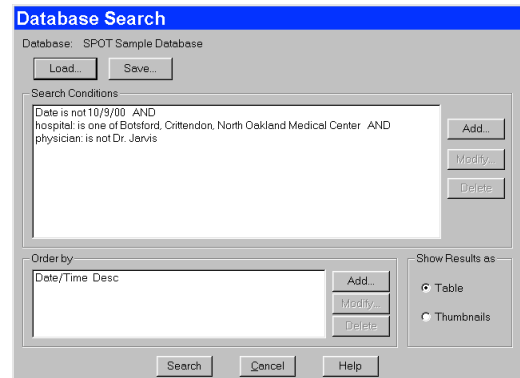 Database Search
Database: SPOT Sample Database
Load... Save...
Search Conditions
Date is not 10/9/00 AND
hospital: is one of Botsford, Crittendon, North Oakland Medical Center AND
physician: is not Dr. Jarvis
Add...
Modify...
Delete
Order by
Date/Time Desc
Add...
Modify...
Delete
Show Results as
Table
Thumbnails
Search Cancel Help